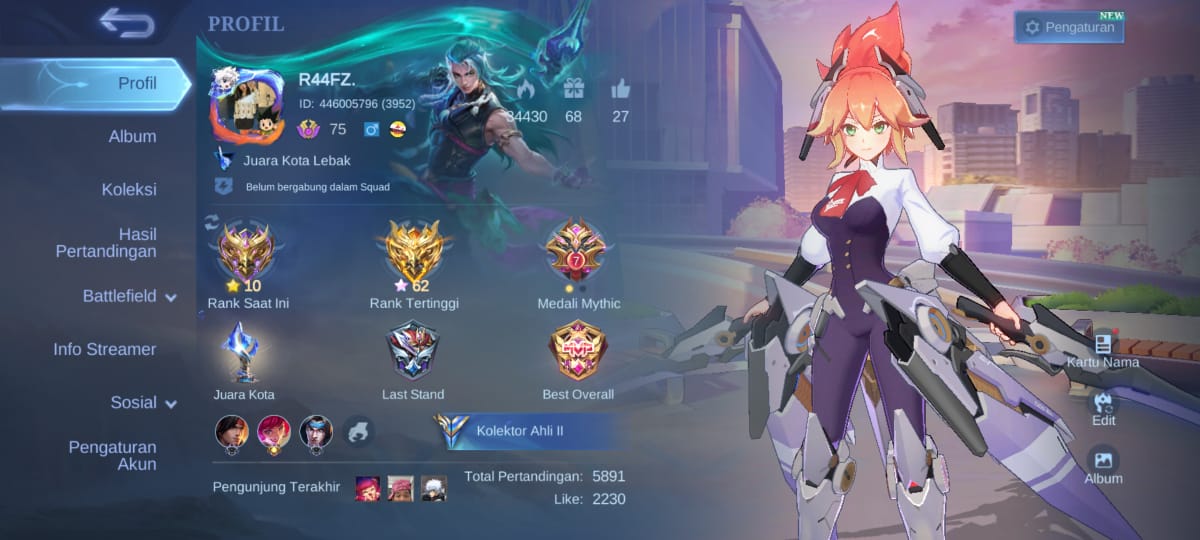 PROFIL
NEW
Pengaturan
Profil
Album
Koleksi
Hasil
Pertandingan
Battlefield
Info Streamer
Sosial
Pengaturan
Akun
R44FZ.
ID: 446005796 (3952)
75
34430
68
27
Juara Kota Lebak
Belum bergabung dalam Squad
10
Rank Saat Ini
62
Rank Tertinggi
7
Medali Mythic
Juara Kota
Last Stand
Best Overall
Kolektor Ahli II
Pengunjung Terakhir
Total Pertandingan: 5891
Like: 2230
Kartu Nama
Edit
Album